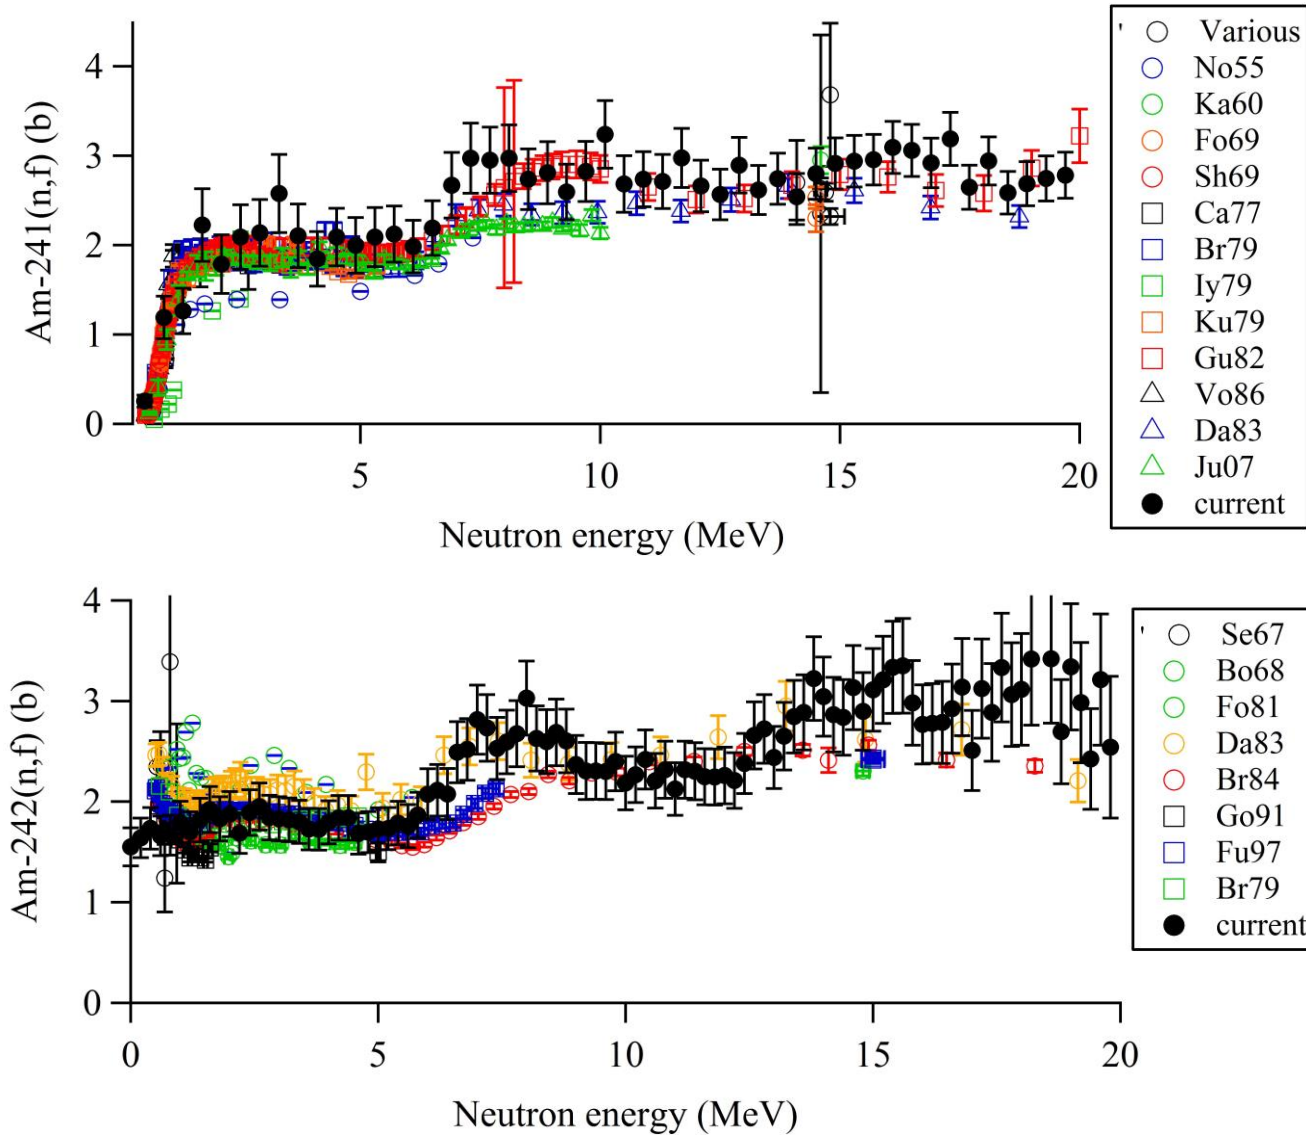 Am-241(n,f) (b)
4
3
2
1
0
5
10
15
20
Neutron energy (MeV)
' Various
No55
Ka60
Fo69
Sh69
Ca77
Br79
Iy79
Ku79
Gu82
Vo86
Da83
Ju07
current
Am-242(n,f) (b)
4
3
2
1
0
0
5
10
15
20
Neutron energy (MeV)
' Se67
Bo68
Fo81
Da83
Br84
Go91
Fu97
Br79
current